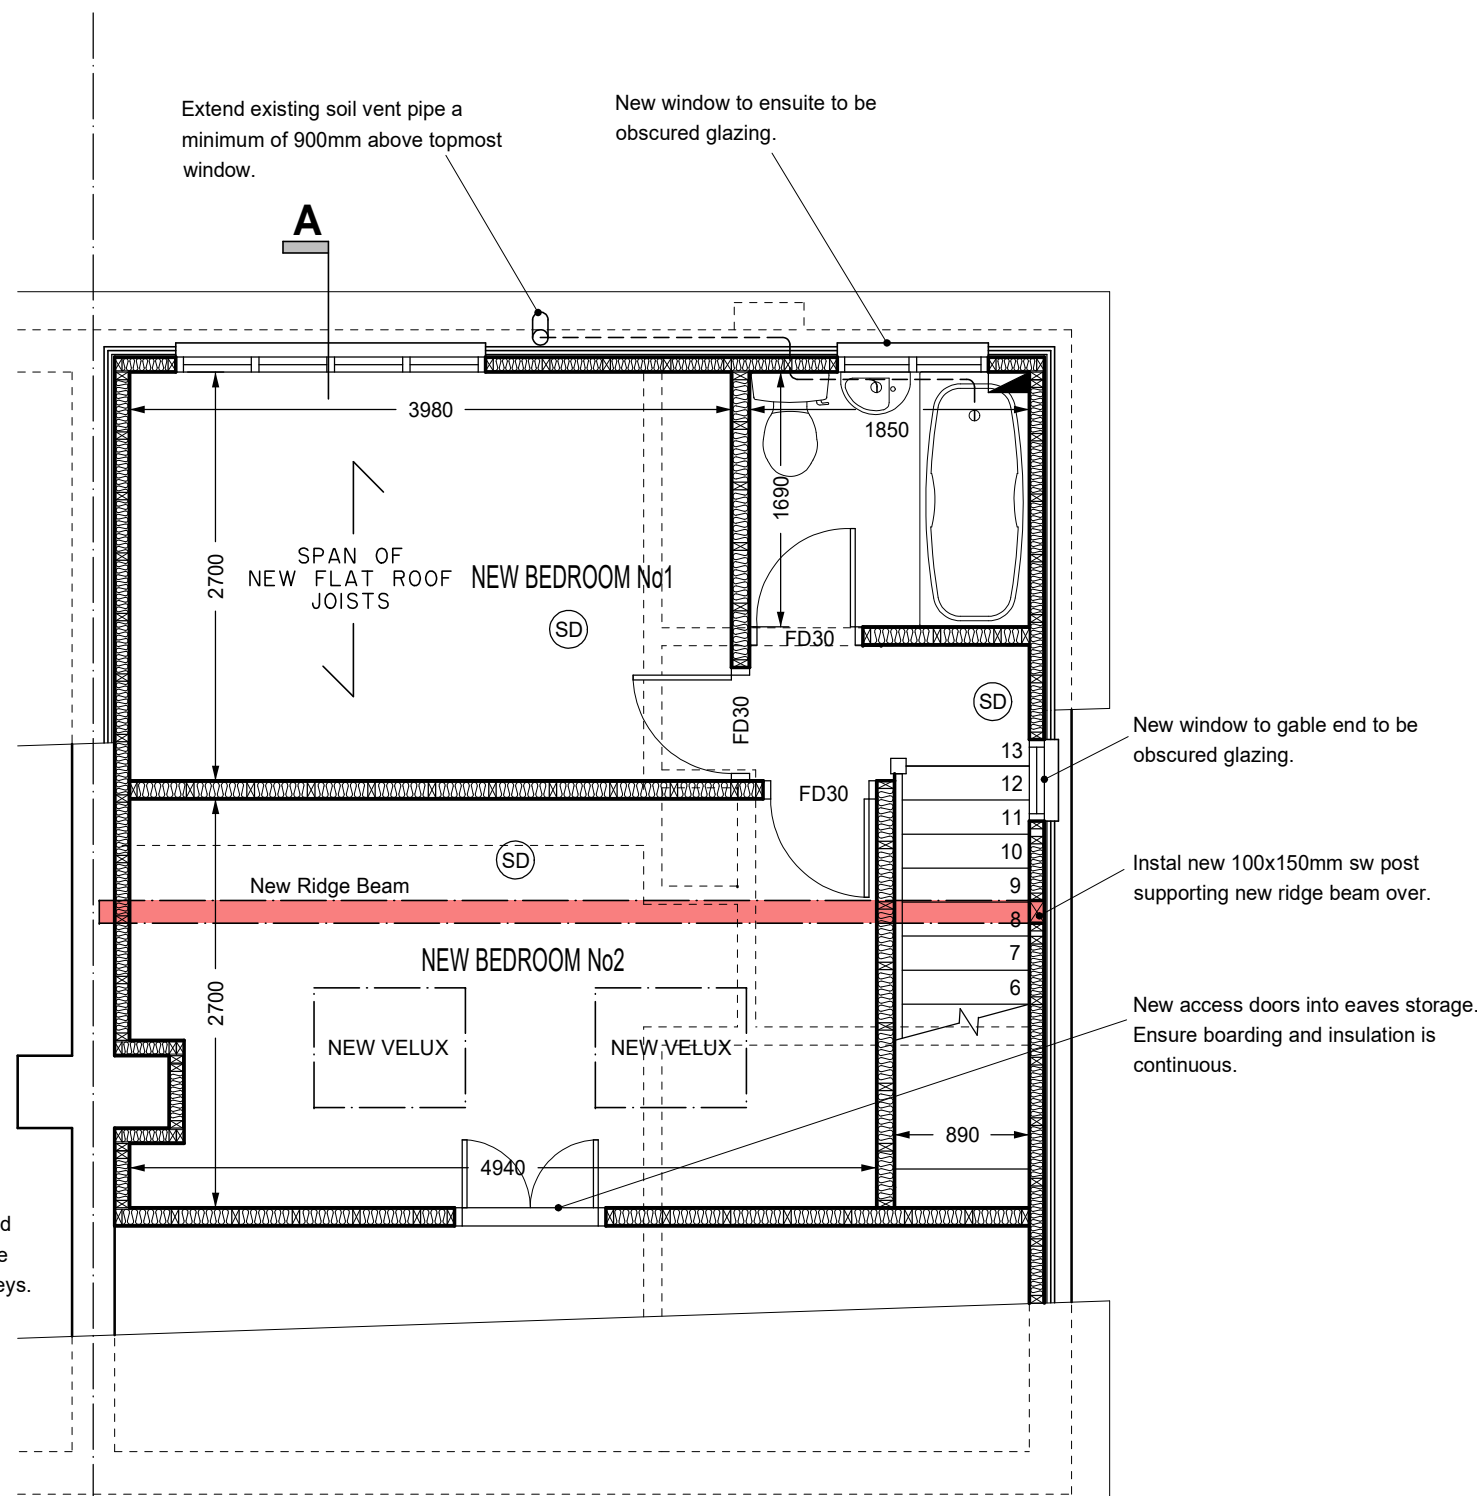 Extend existing soil vent pipe a
minimum of 900mm above topmost
window.
New window to ensuite to be
obscured glazing.
A
3980
1850
1690
2700
SPAN OF
NEW FLAT ROOF
JOISTS
NEW BEDROOM No1
SD
FD30
FD30
SD
New window to gable end to be
obscured glazing.
13
12
11
10
9
8
7
6
FD30
SD
New Ridge Beam
Instal new 100x150mm sw post
supporting new ridge beam over.
NEW BEDROOM No2
2700
NEW VELUX
NEW VELUX
New access doors into eaves storage.
Ensure boarding and insulation is
continuous.
890
4940
d
e
eys.